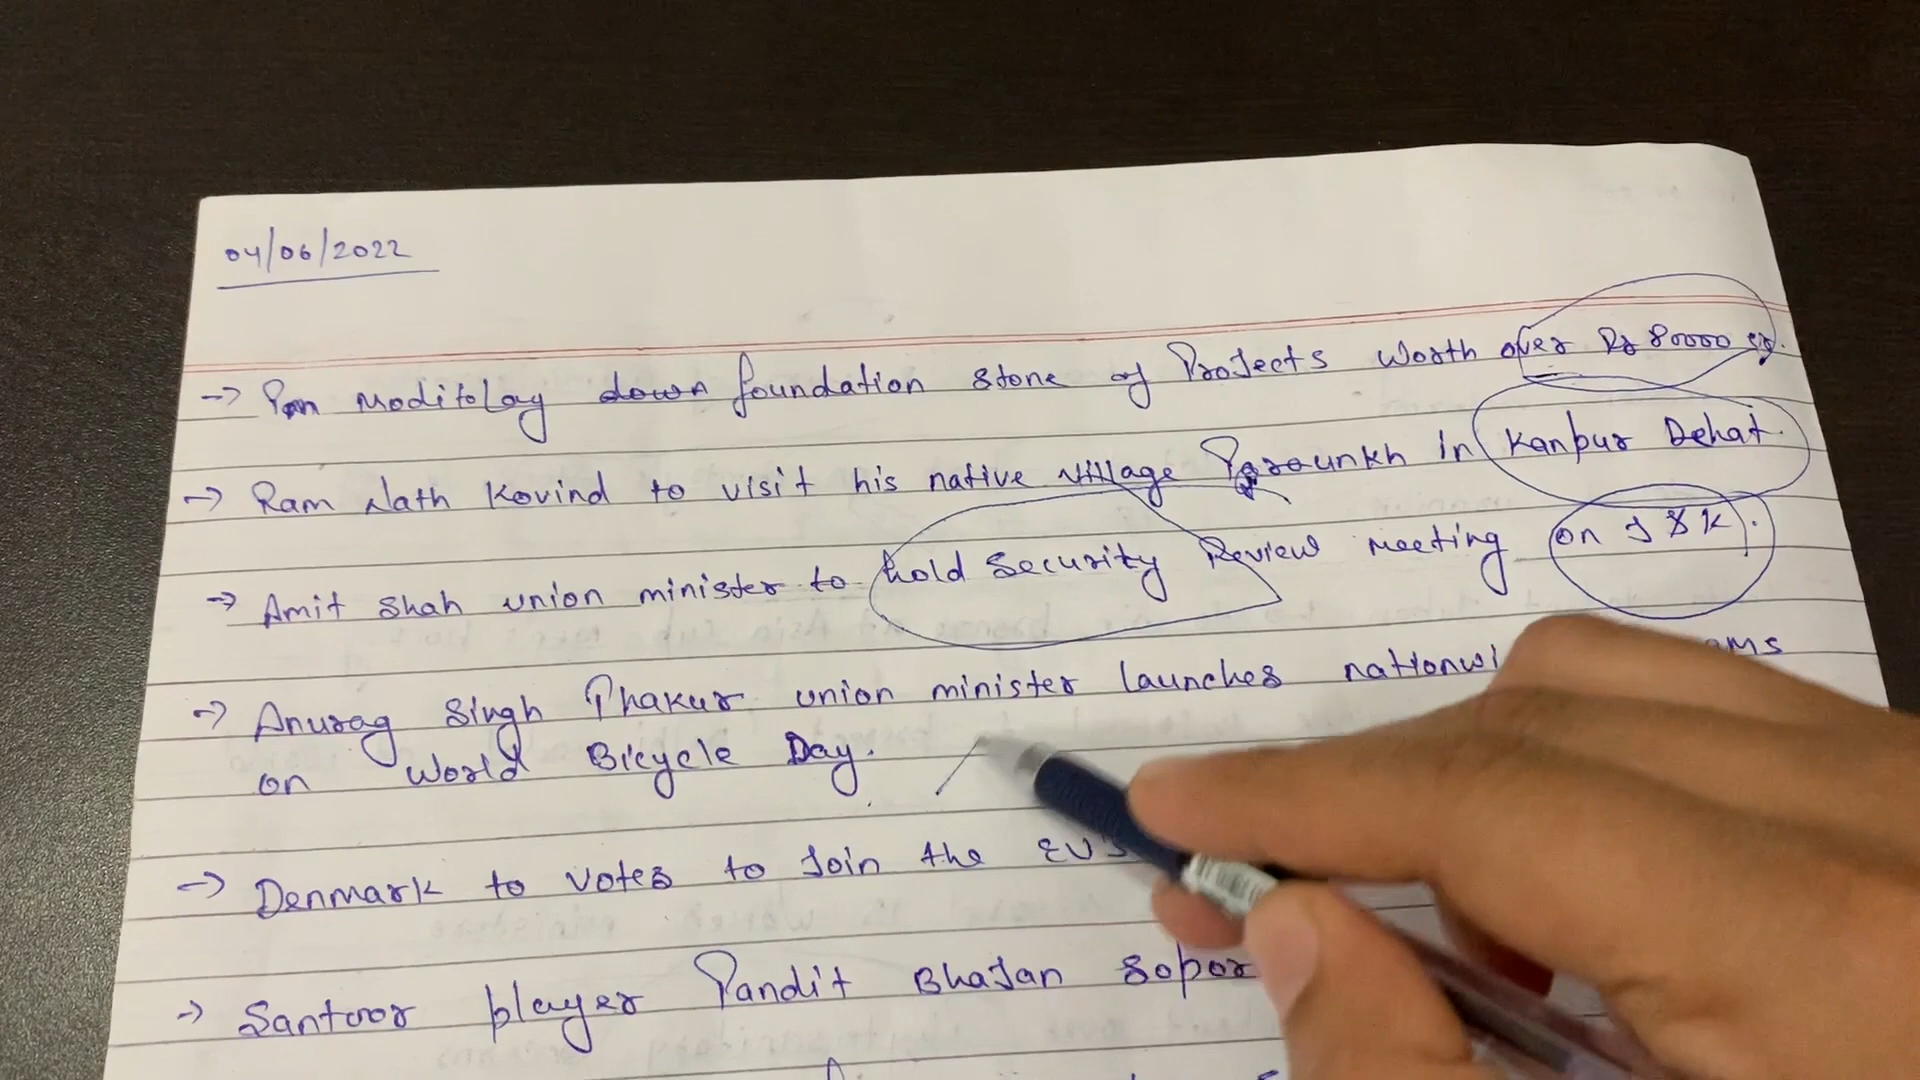 04/06/2022
→ Pm Modi to Lay down foundation stone of Projects worth over Rs 80000 cr.
→ Ram Nath Kovind to visit his native village Paraunkh in Kanpur Dehat.
→ Amit Shah union minister to hold Security Review meeting on J & K.
→ Anurag Singh Thakur union minister launches
on World Bicycle Day.
→ Denmark to votes to Join the EU's
→ Santoor player Pandit Bhajan